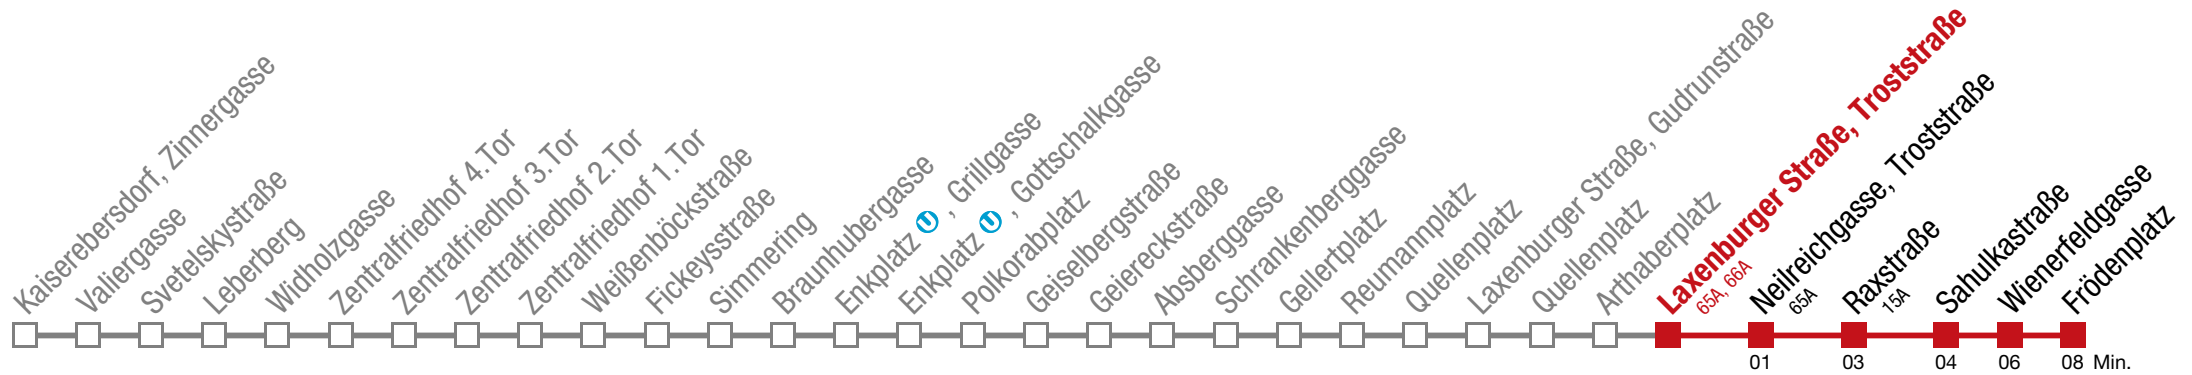 Kaiserebersdorf, Zinnergasse
Valiergasse
Svetelskystraße
Leberberg
Widholzgasse
Zentralfriedhof 4.Tor
Zentralfriedhof 3.Tor
Zentralfriedhof 2.Tor
Zentralfriedhof 1.Tor
Weißenböckstraße
Fickeysstraße
Simmering
Braunhubergasse
Enkplatz U, Grillgasse
Enkplatz U, Gottschalkgasse
Polkorabplatz
Geiselbergstraße
Geiereckstraße
Absberggasse
Schrankenberggasse
Gellertplatz
Reumannplatz
Quellenplatz
Laxenburger Straße, Gudrunstraße
Quellenplatz
Arthaberplatz
Laxenburger Straße, Troststraße
65A, 66A
Neilreichgasse, Troststraße
65A
Raxstraße
15A
Sahulkastraße
Wienerfeldgasse
Frödenplatz
01 03 04 06 08 Min.